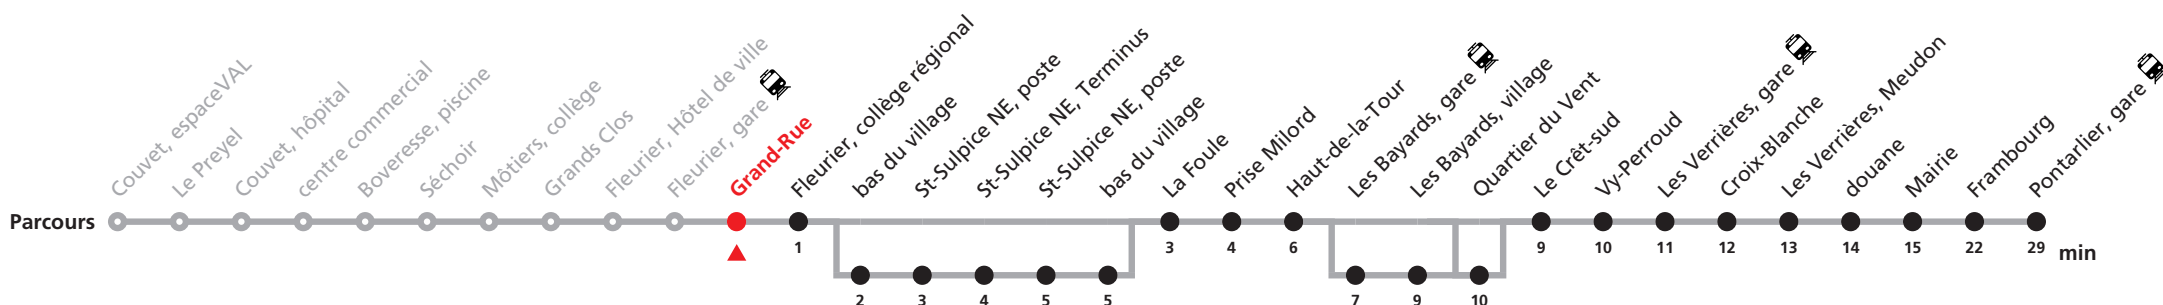 Couvet, espaceVAL
Le Preyel
Couvet, hôpital
centre commercial
Boveresse, piscine
Séchoir
Môtiers, collège
Grands Clos
Fleurier, Hôtel de ville
Fleurier, gare
Grand-Rue
Fleurier, collège régional
bas du village
St-Sulpice NE, poste
St-Sulpice NE, Terminus
St-Sulpice NE, poste
bas du village
La Foule
Prise Milord
Haut-de-la-Tour
Les Bayards, gare
Les Bayards, village
Quartier du Vent
Le Crêt-sud
Vy-Perroud
Les Verrières, gare
Croix-Blanche
Les Verrières, Meudon
douane
Mairie
Frambourg
Pontarlier, gare
Parcours
1 3 4 6 9 10 11 12 13 14 15 22 29 min
2 3 4 5 5 7 9 10